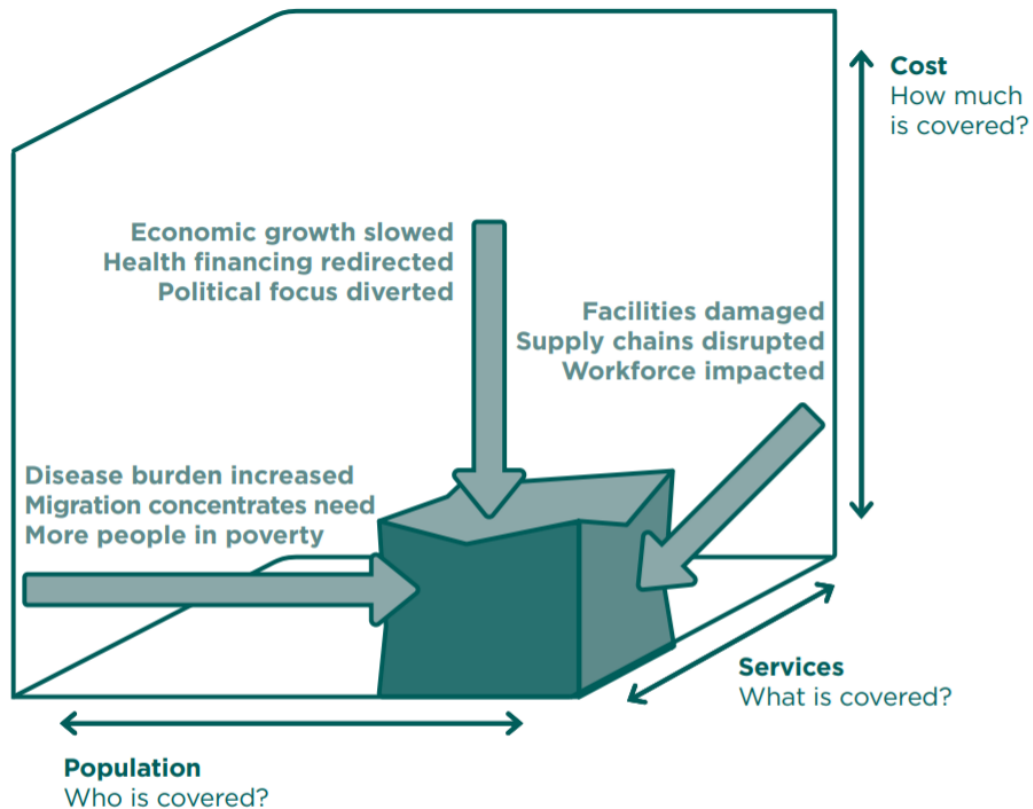 Cost
How much
is covered?
Economic growth slowed
Health financing redirected
Political focus diverted
Facilities damaged
Supply chains disrupted
Workforce impacted
Disease burden increased
Migration concentrates need
More people in poverty
Services
What is covered?
Population
Who is covered?